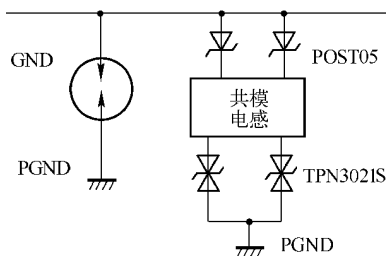 GND
POST05
共模
电感
PGND
TPN3021S
PGND